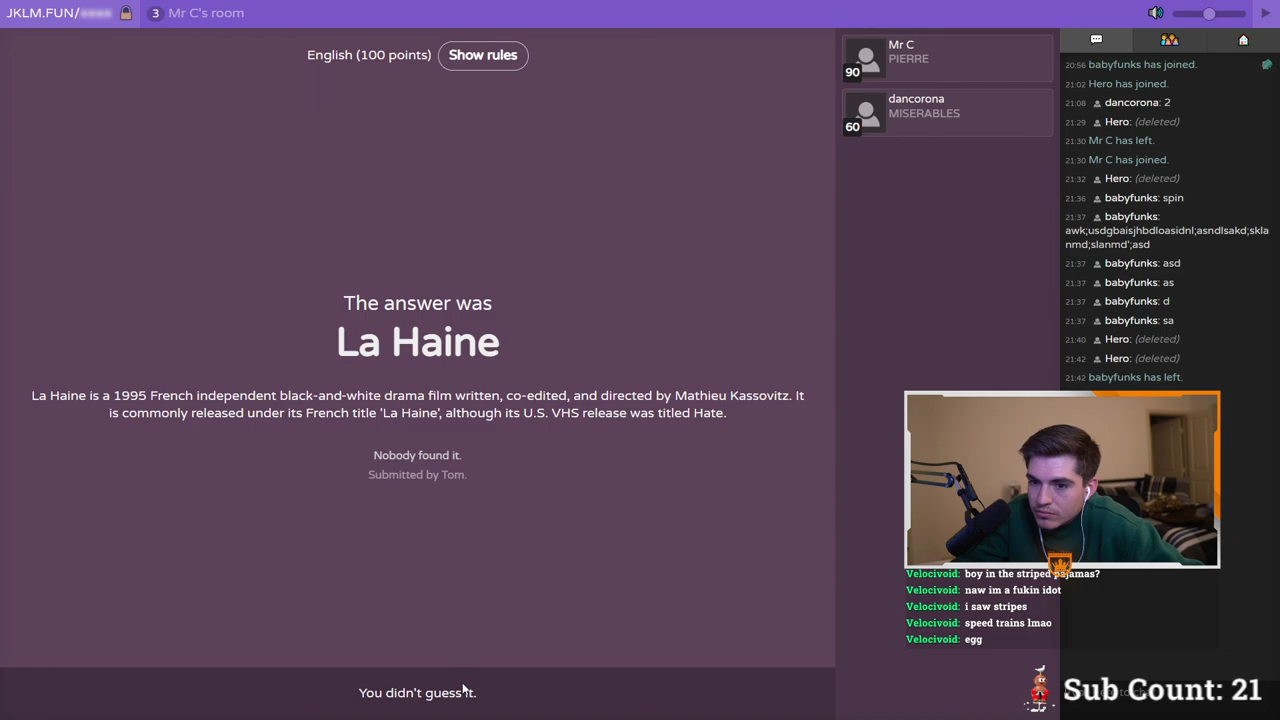 JKLM.FUN/
3 Mr C's room
English (100 points) Show rules
The answer was
La Haine
La Haine is a 1995 French independent black-and-white drama film written, co-edited, and directed by Mathieu Kassovitz. It
is commonly released under its French title 'La Haine', although its U.S. VHS release was titled Hate.
Nobody found it.
Submitted by Tom.
You didn't guess it.
Mr C
PIERRE
90
dancorona
MISERABLES
60
20:56 babyfunks has joined.
21:02 Hero has joined.
21:08 dancorona: 2
21:29 Hero: (deleted)
21:30 Mr C has left.
21:30 Mr C has joined.
21:32 Hero: (deleted)
21:36 babyfunks: spin
21:37 babyfunks:
awk;usdgbaisjhbdloasidnl;asndlsakd;skla
nmd;slanmd';asd
21:37 babyfunks: asd
21:37 babyfunks: as
21:37 babyfunks: d
21:37 babyfunks: sa
21:40 Hero: (deleted)
21:42 Hero: (deleted)
21:42 babyfunks has left.
Velocivoid: boy in the striped pajamas?
Velocivoid: naw im a fukin idot
Velocivoid: i saw stripes
Velocivoid: speed trains lmao
Velocivoid: egg
Sub Count: 21